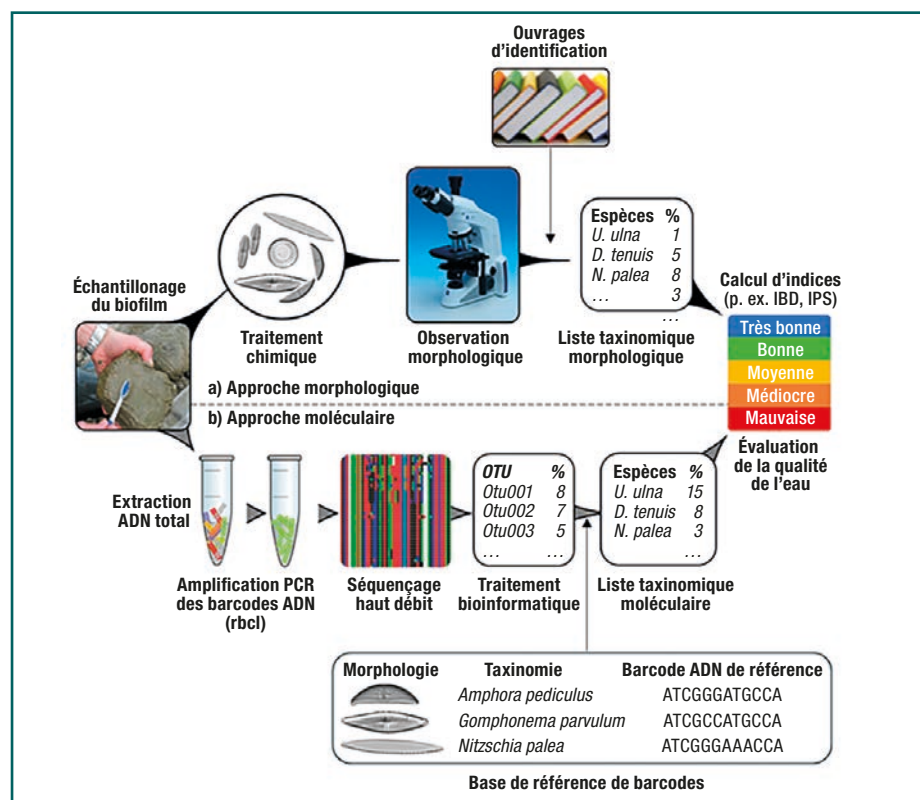 Ouvrages
d'identification
Espèces %
U. ulna 1
D. tenuis 5
N. palea 8
... 3
...
Échantillonage
du biofilm
Traitement
chimique
Observation
morphologique
Liste taxinomique
morphologique
Calcul d'indices
(p. ex. IBD, IPS)
Très bonne
Bonne
Moyenne
Médiocre
Mauvaise
Évaluation
de la qualité
de l'eau
a) Approche morphologique
b) Approche moléculaire
Extraction
ADN total
Amplification PCR
des barcodes ADN
(rbcl)
Séquençage
haut débit
OTU %
Otu001 8
Otu002 7
Otu003 5
... ...
Traitement
bioinformatique
Espèces %
U. ulna 15
D. tenuis 8
N. palea 3
...
Liste taxinomique
moléculaire
Morphologie Taxinomie Barcode ADN de référence
Amphora pediculus ATCGGGATGCCA
Gomphonema parvulum ATCGCCATGCCA
Nitzschia palea ATCGGGAAACCA
Base de référence de barcodes